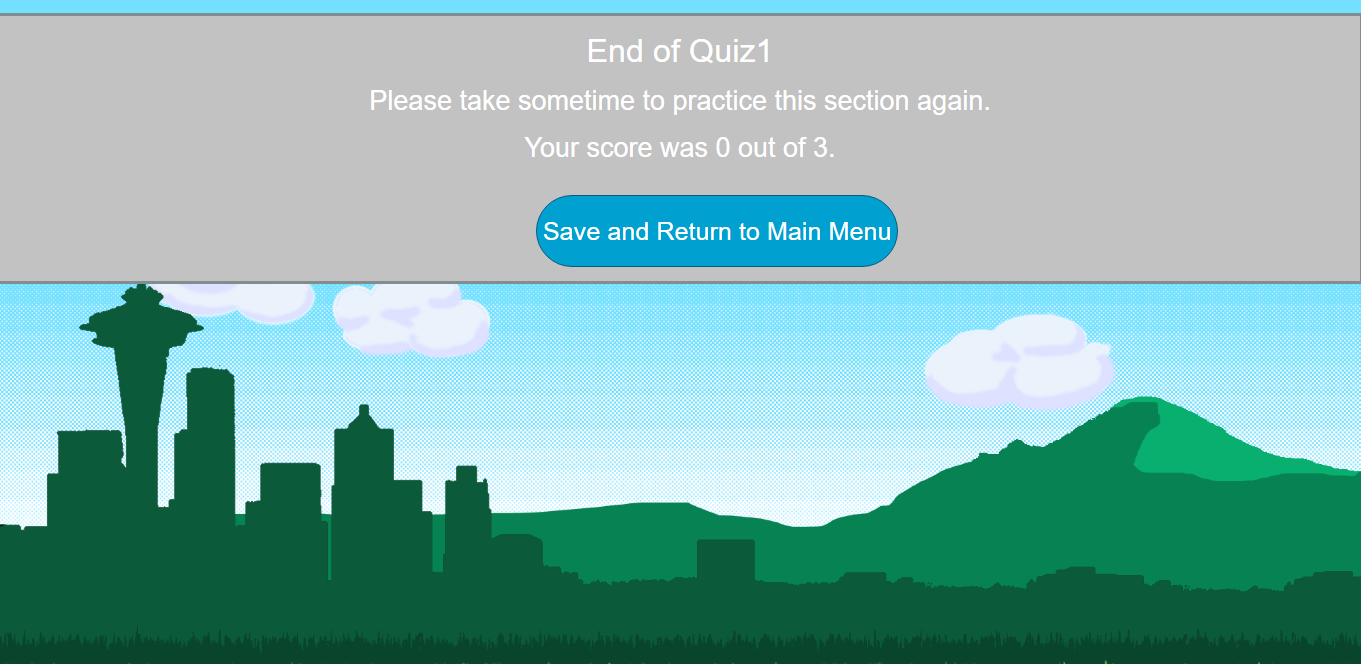 End of Quiz1
Please take sometime to practice this section again.
Your score was 0 out of 3.
Save and Return to Main Menu